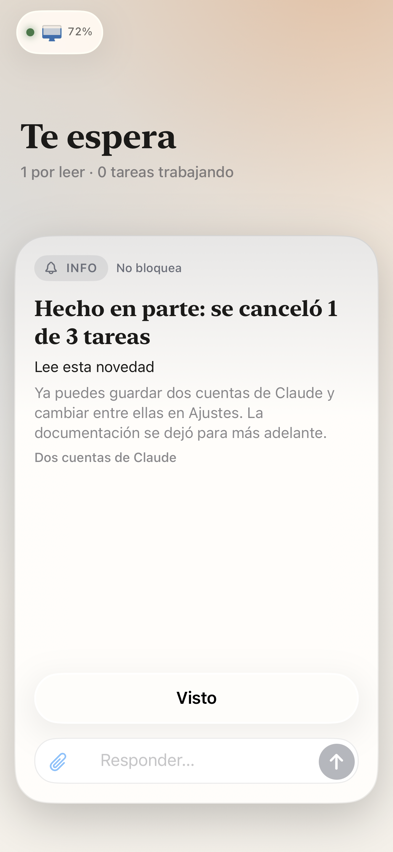 72%
Te espera
1 por leer · 0 tareas trabajando
INFO No bloquea
Hecho en parte: se canceló 1
de 3 tareas
Lee esta novedad
Ya puedes guardar dos cuentas de Claude y
cambiar entre ellas en Ajustes. La
documentación se dejó para más adelante.
Dos cuentas de Claude
Visto
Responder...